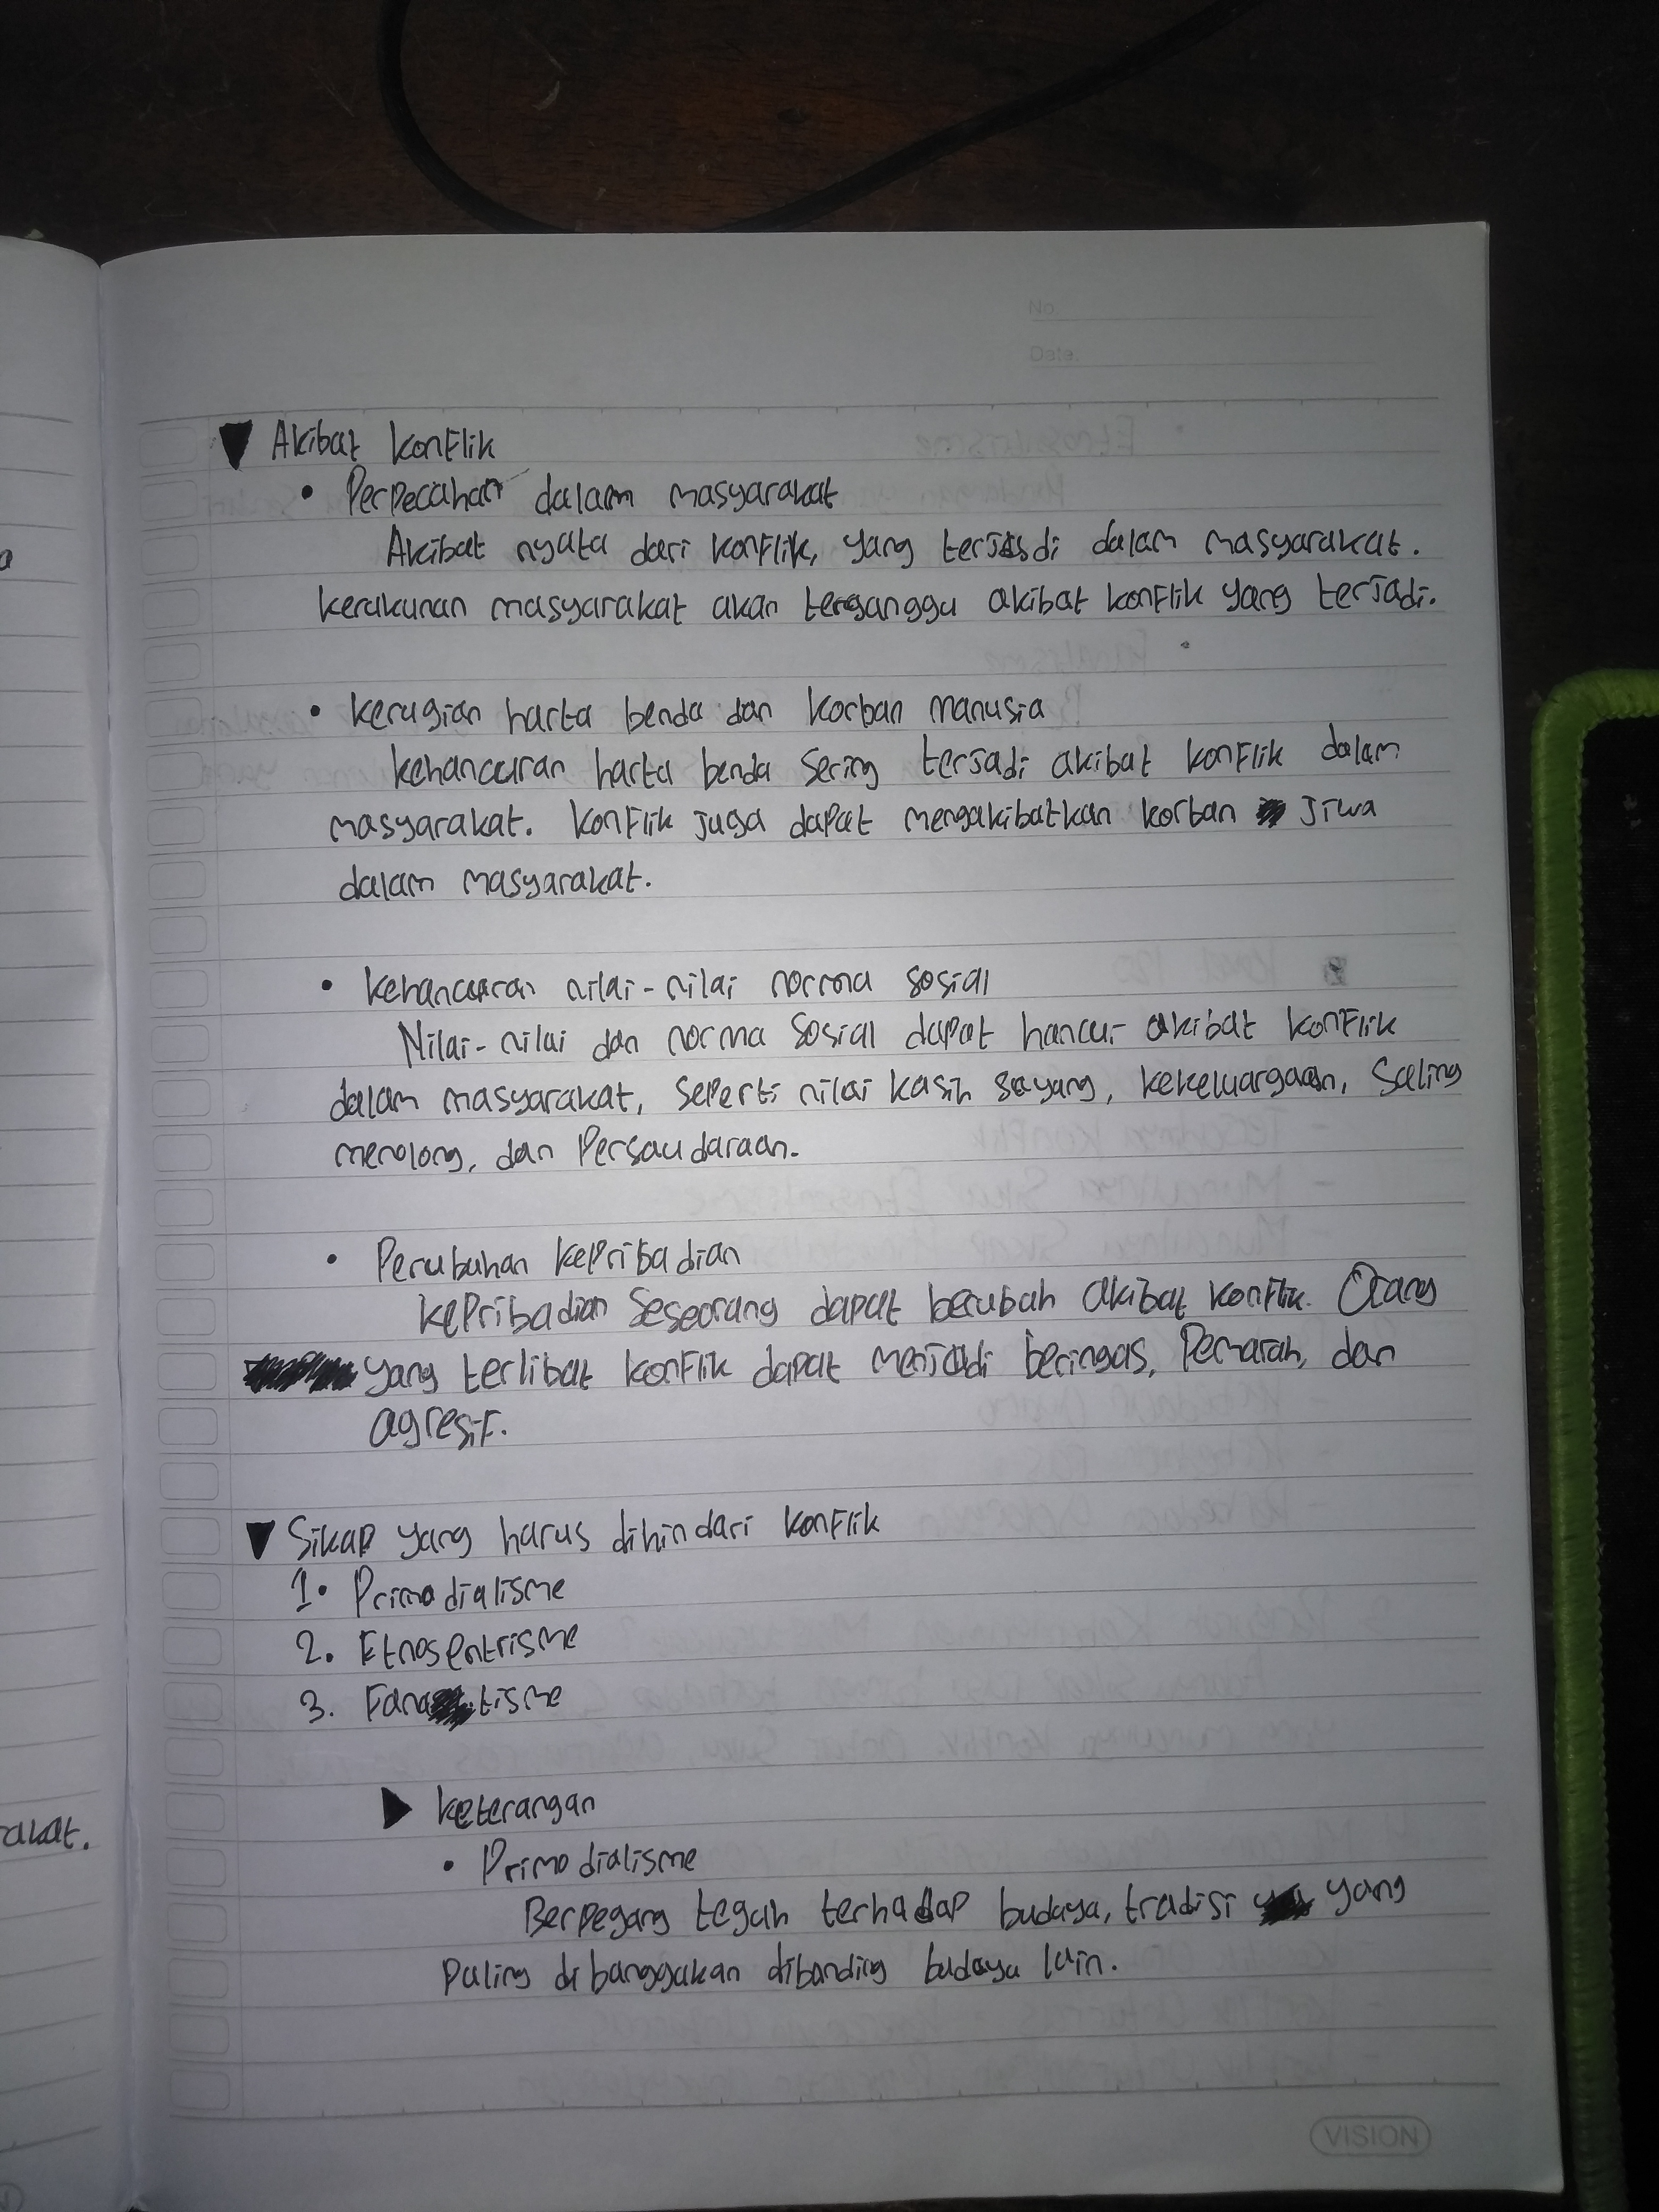 No
Date.
▼ Akibat konflik
• Perpecahan dalam masyarakat
Akibat nyata dari konflik, yang terjadi dalam masyarakat.
kerukunan masyarakat akan terganggu akibat konflik yang terjadi.
• kerugian harta benda dan korban manusia
kehancuran harta benda sering terjadi akibat konflik dalam
masyarakat. konflik juga dapat mengakibatkan korban jiwa
dalam masyarakat.
• kehancuran nilai-nilai norma sosial
Nilai-nilai dan norma sosial dapat hancur akibat konflik
dalam masyarakat, seperti nilai kasih sayang, kekeluargaan, saling
menolong, dan Persaudaraan.
• Perubahan kepribadian
kepribadian seseorang dapat berubah akibat konflik. Orang
yang terlibat konflik dapat menjadi beringas, Pemarah, dan
agresif.
▼ Sikap yang harus dihindari konflik
1. Primodialisme
2. Etnosentrisme
3. Fanatisme
akat.
▶ keterangan
• Primodialisme
Berpegang teguh terhadap budaya, tradisi yang
paling dibanggakan dibanding budaya lain.
VISION